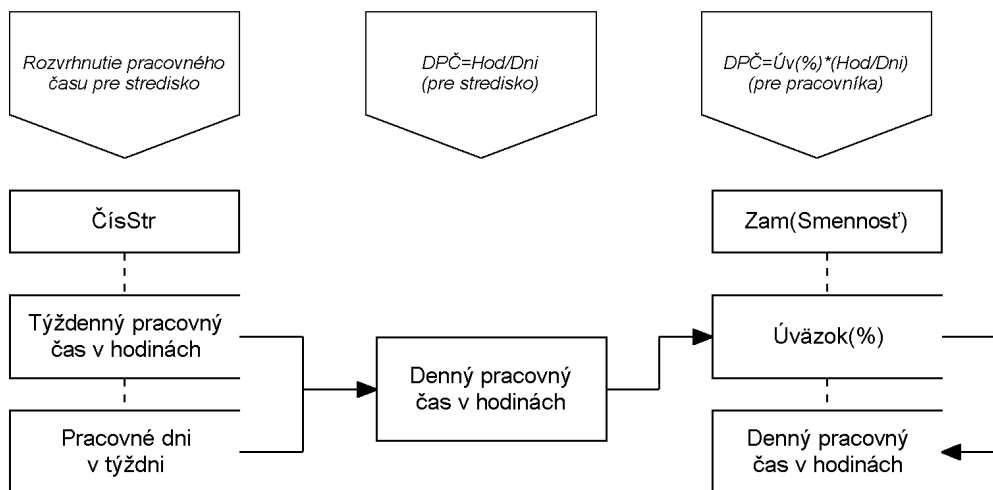 Rozvrhnutie pracovného
času pre stredisko
DPČ=Hod/Dni
(pre stredisko)
DPČ=Úv(%)*(Hod/Dni)
(pre pracovníka)
ČísStr
Zam(Smennosť)
Týždenný pracovný
čas v hodinách
Úväzok(%)
Denný pracovný
čas v hodinách
Pracovné dni
v týždni
Denný pracovný
čas v hodinách